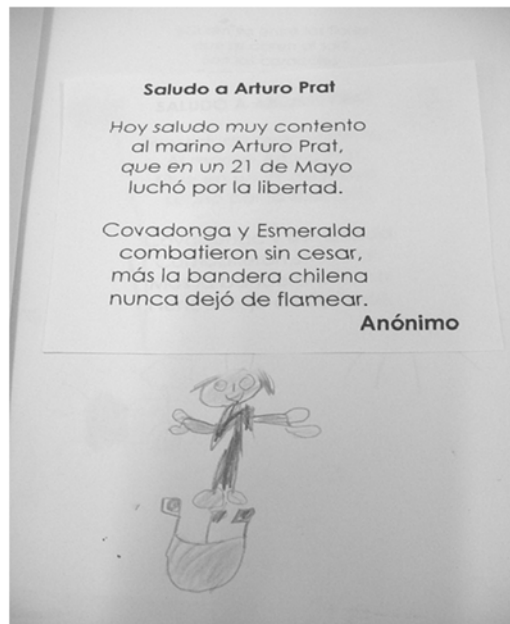 Saludo a Arturo Prat
Hoy saludo muy contento
al marino Arturo Prat,
que en un 21 de Mayo
luchó por la libertad.
Covadonga y Esmeralda
combatieron sin cesar,
más la bandera chilena
nunca dejó de flamear.
Anónimo